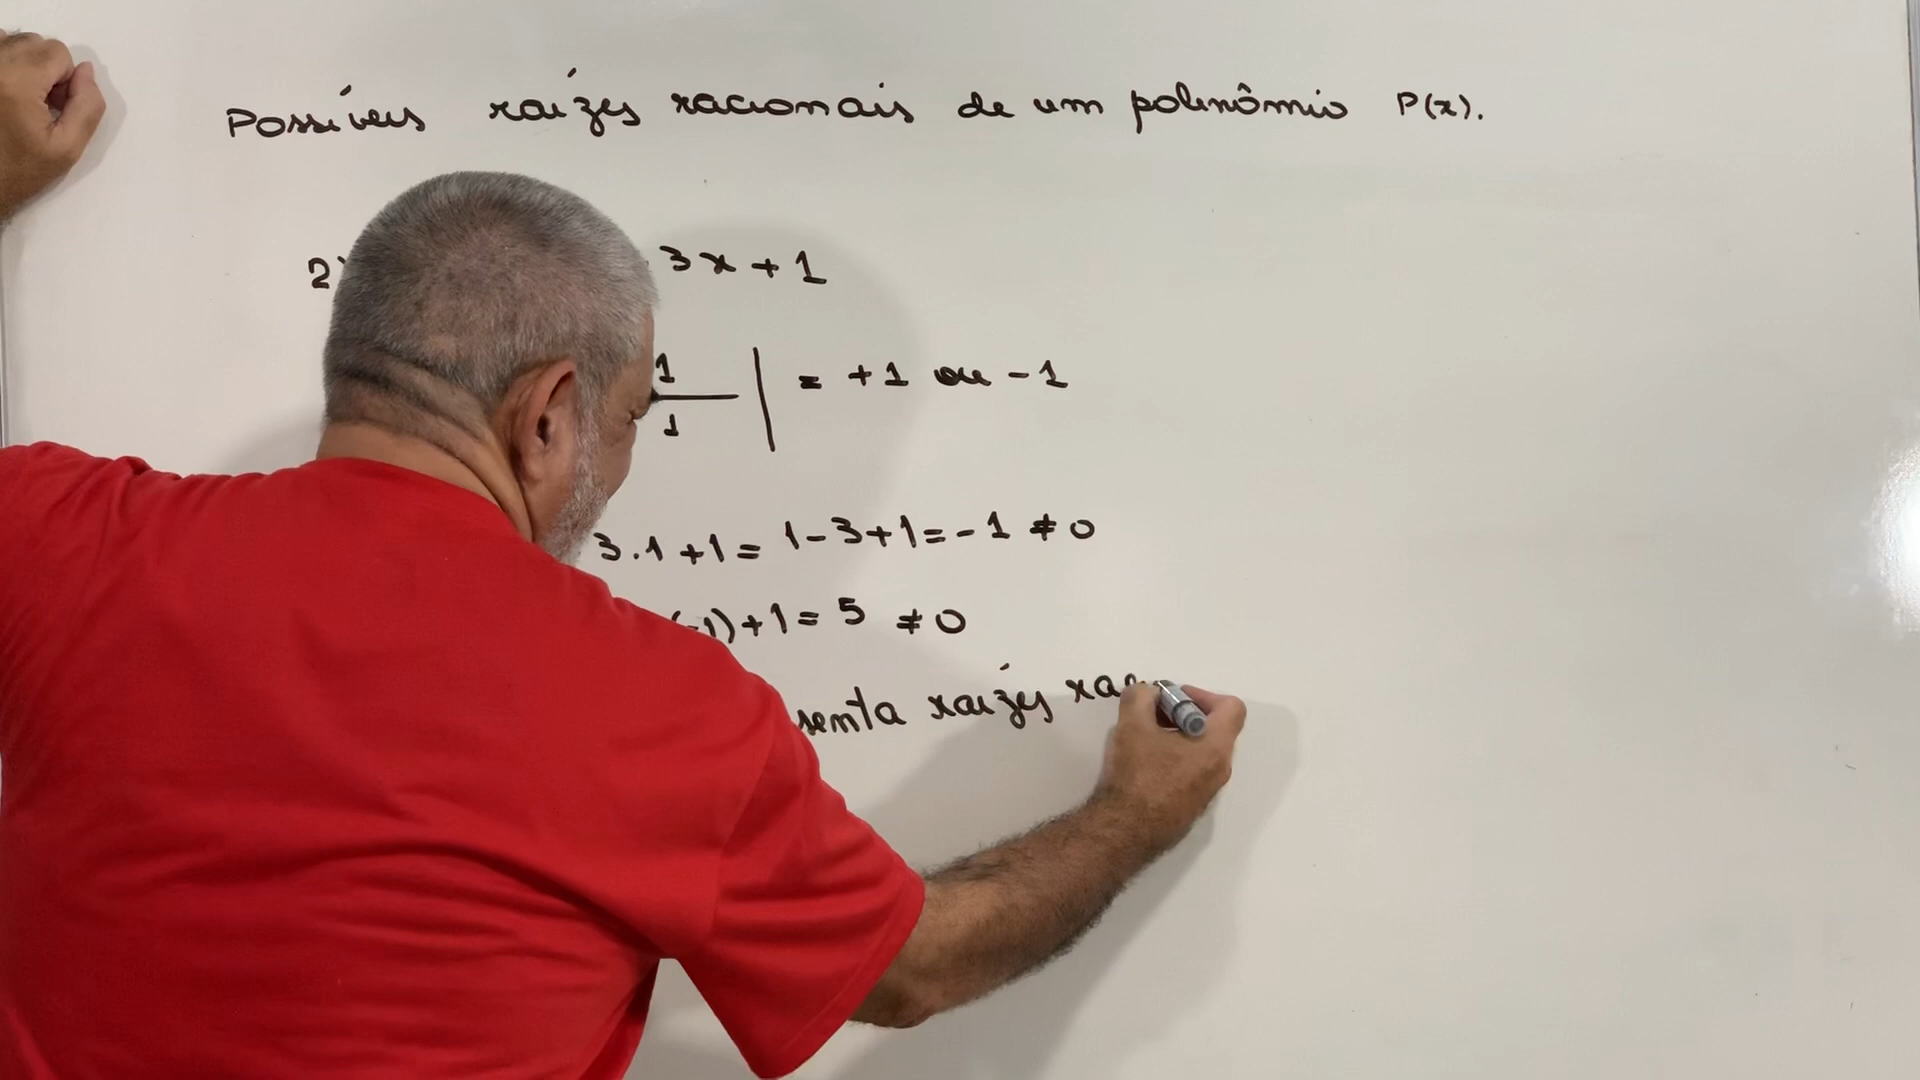 Possíveis raízes racionais de um polinômio P(x).
2) 3x + 1
1
1
= +1 ou -1
3.1 +1 = 1-3+1=-1 ≠ 0
(-1)+1= 5 ≠ 0
senta raízes rac